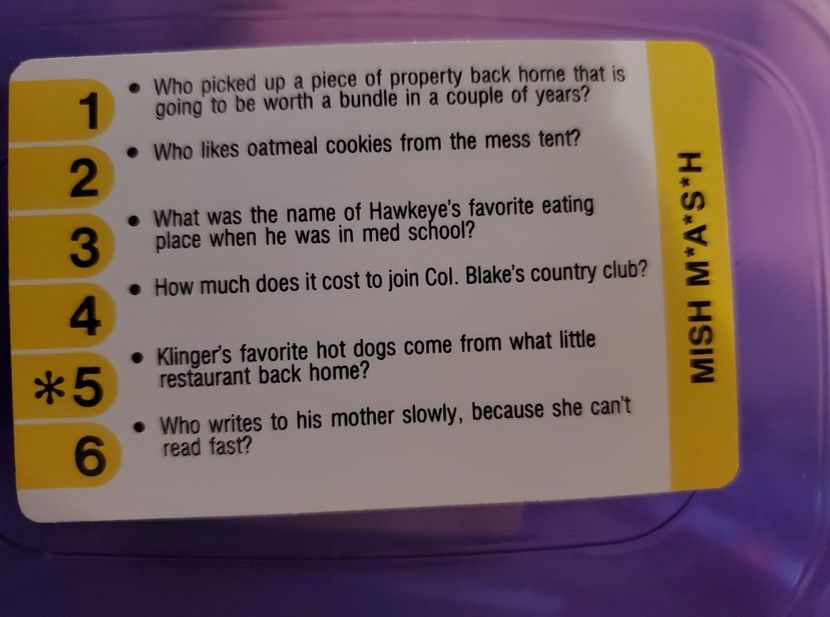 1 • Who picked up a piece of property back home that is
going to be worth a bundle in a couple of years?
2 • Who likes oatmeal cookies from the mess tent?
3 • What was the name of Hawkeye's favorite eating
place when he was in med school?
4 • How much does it cost to join Col. Blake's country club?
*5 • Klinger's favorite hot dogs come from what little
restaurant back home?
6 • Who writes to his mother slowly, because she can't
read fast?
MISH M*A*S*H